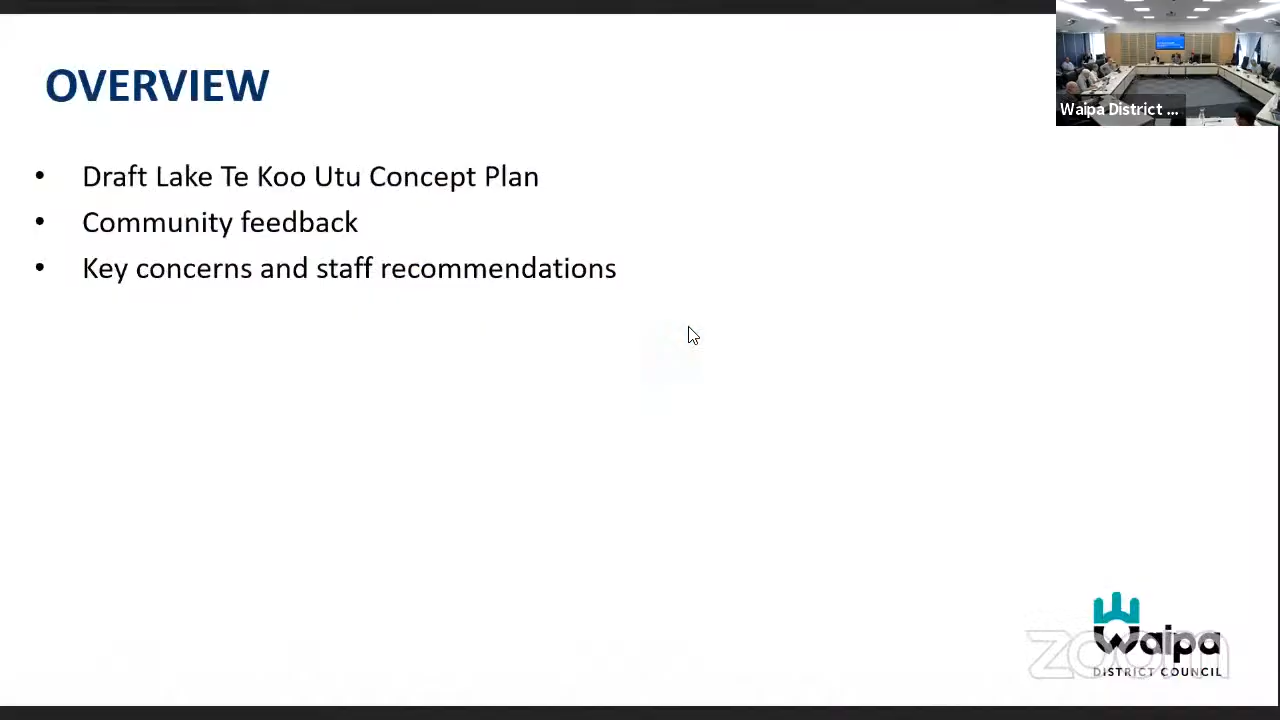 OVERVIEW
Waipa District ...
• Draft Lake Te Koo Utu Concept Plan
• Community feedback
• Key concerns and staff recommendations
Waipa
zoom
DISTRICT COUNCIL